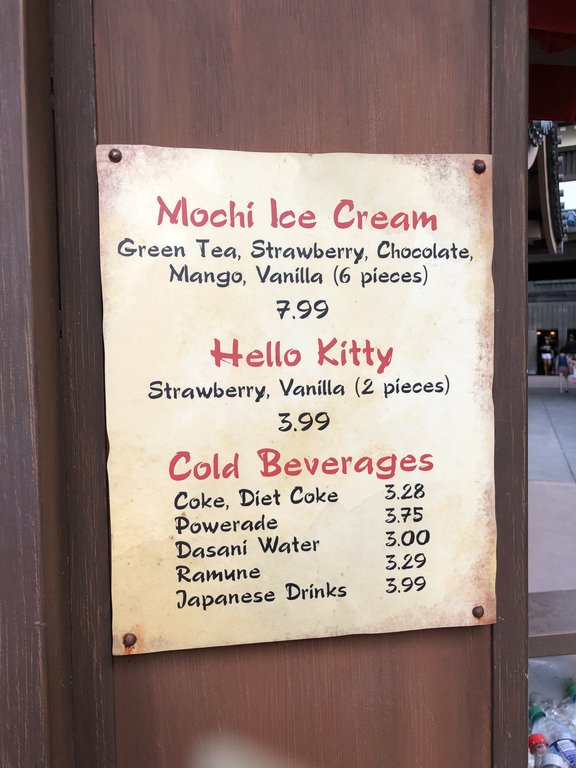 Mochi Ice Cream
Green Tea, Strawberry, Chocolate,
Mango, Vanilla (6 pieces)
7.99
Hello Kitty
Strawberry, Vanilla (2 pieces)
3.99
Cold Beverages
Coke, Diet Coke 3.28
Powerade 3.75
Dasani Water 3.00
Ramune 3.29
Japanese Drinks 3.99